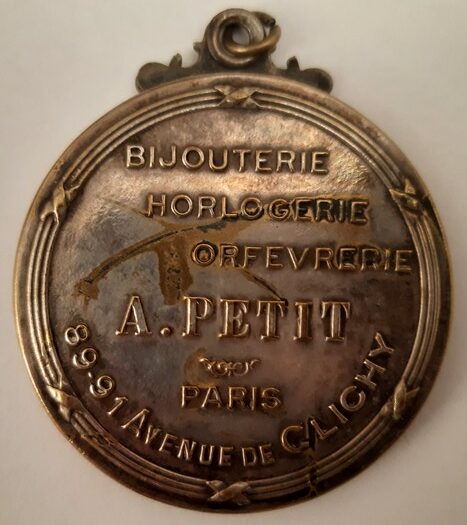 BIJOUTERIE
HORLOGERIE
ORFEVRERIE
A. PETIT
PARIS
89-91 AVENUE DE CLICHY